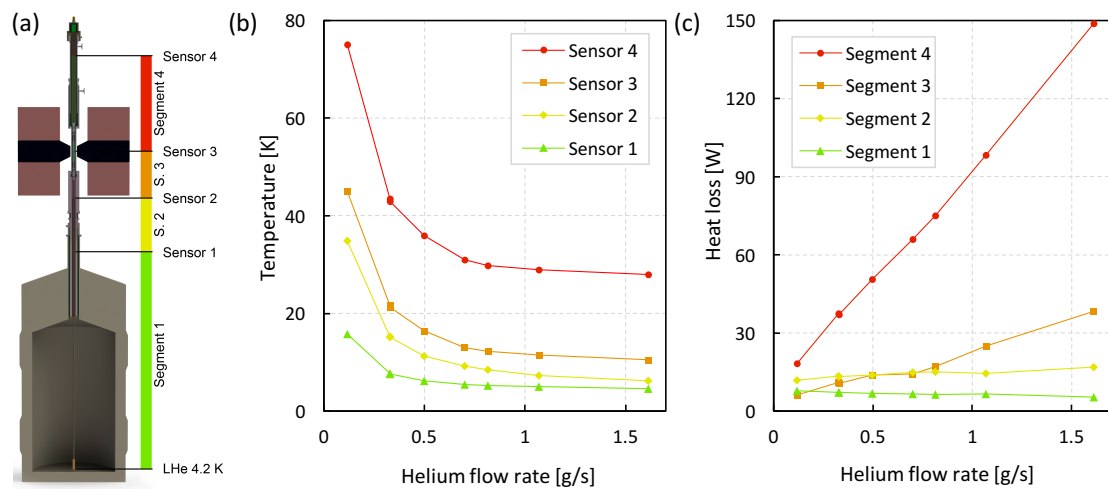 (a)
Sensor 4
Segment 4
Sensor 3
S. 3
Sensor 2
S. 2
Sensor 1
Segment 1
LHe 4.2 K
(b)
80
60
40
20
0
Temperature [K]
Sensor 4
Sensor 3
Sensor 2
Sensor 1
0
0.5
1
1.5
Helium flow rate [g/s]
(c)
150
120
90
60
30
0
Heat loss [W]
Segment 4
Segment 3
Segment 2
Segment 1
0
0.5
1
1.5
Helium flow rate [g/s]